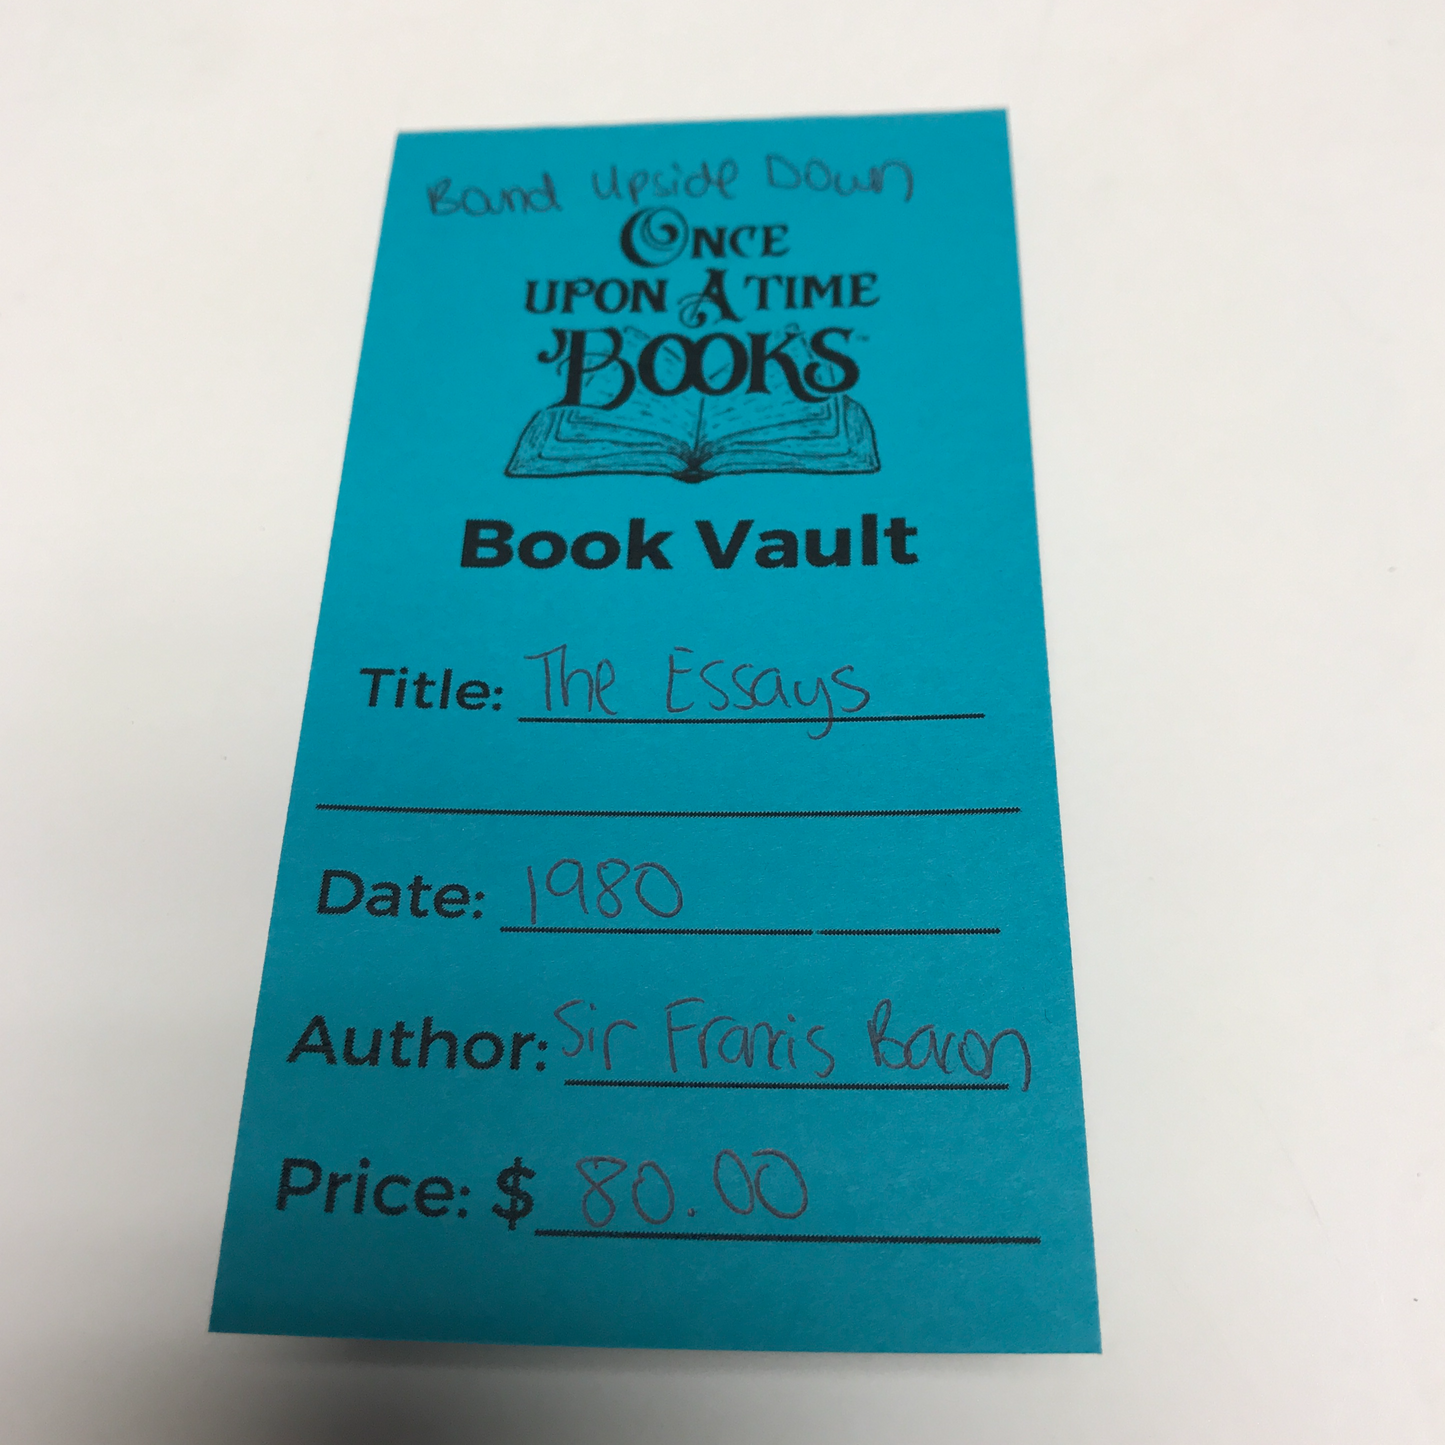 Bound Upside Down
ONCE
UPON A TIME
BOOKS
Book Vault
Title: The Essays
Date: 1980
Author: Sir Francis Bacon
Price: $ 80.00